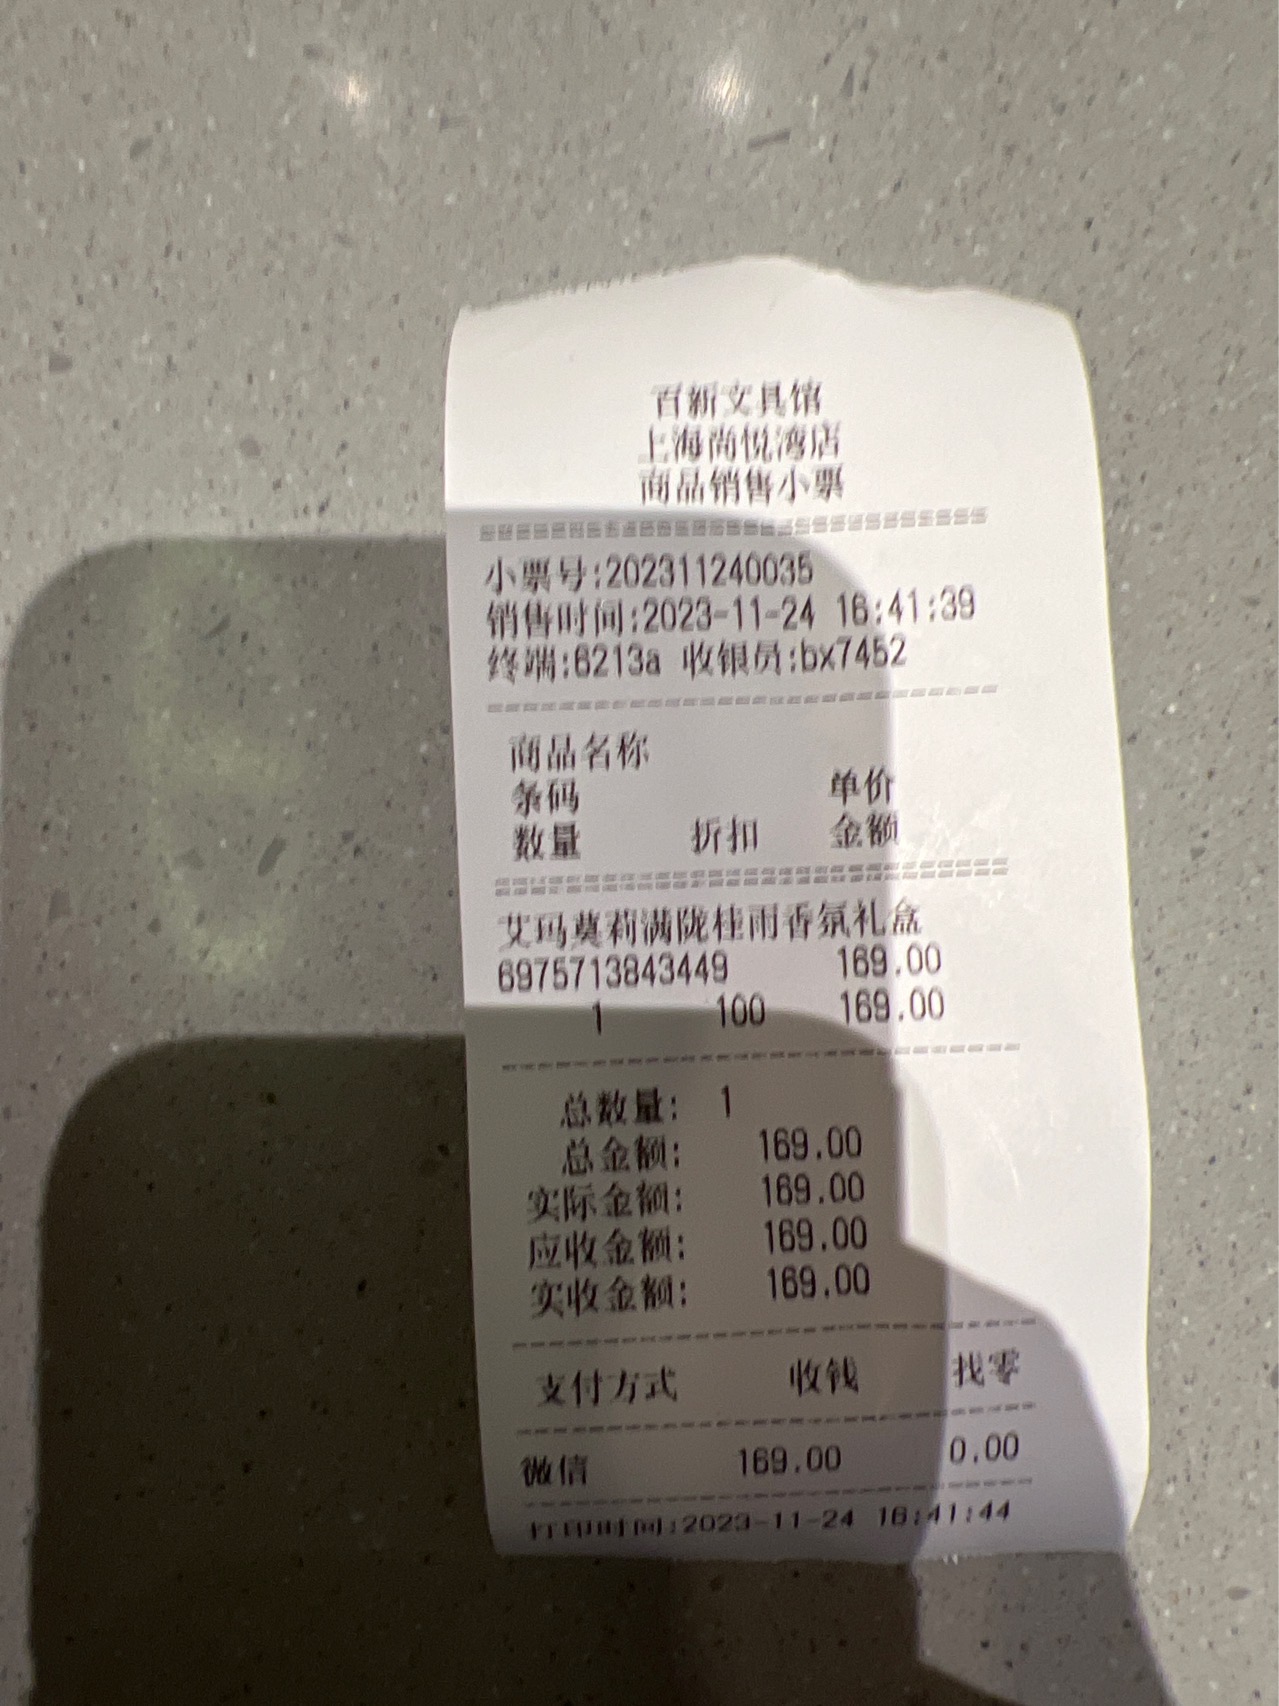 百新文具馆
上海尚悦湾店
商品销售小票
小票号:202311240035
销售时间:2023-11-24 16:41:39
终端:6213a 收银员:bx7452
商品名称
条码 单价
数量 折扣 金额
艾玛莫莉满陇桂雨香氛礼盒
6975713843449 169.00
1 100 169.00
总数量: 1
总金额: 169.00
实际金额: 169.00
应收金额: 169.00
实收金额: 169.00
支付方式 收钱 找零
微信 169.00 0.00
打印时间:2023-11-24 16:41:44